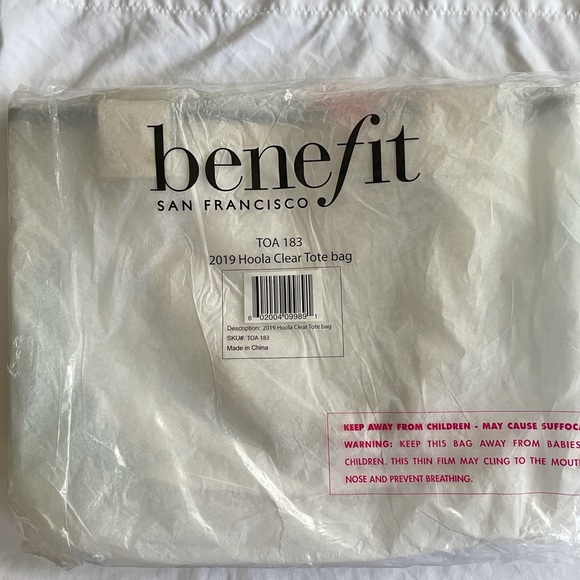 benefit
SAN FRANCISCO
TOA 183
2019 Hoola Clear Tote bag
6 02004 09989 1
Description: 2019 Hoola Clear Tote bag
SKU#: TOA 183
Made in China
KEEP AWAY FROM CHILDREN - MAY CAUSE SUFFOCA
WARNING: KEEP THIS BAG AWAY FROM BABIES
CHILDREN. THIS THIN FILM MAY CLING TO THE MOUT
NOSE AND PREVENT BREATHING.